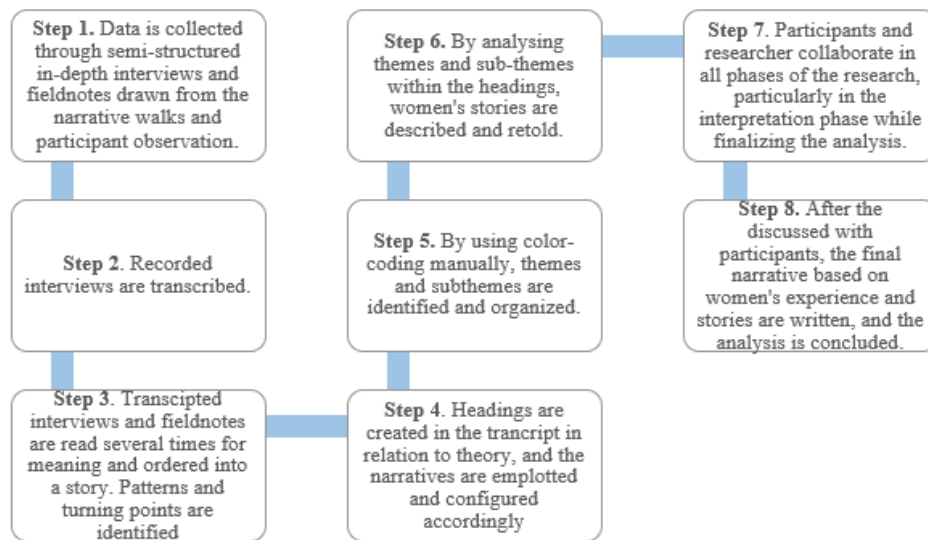 Step 1. Data is collected
through semi-structured
in-depth interviews and
fieldnotes drawn from the
narrative walks and
participant observation.
Step 2. Recorded
interviews are transcribed.
Step 3. Transcipted
interviews and fieldnotes
are read several times for
meaning and ordered into
a story. Patterns and
turning points are
identified
Step 4. Headings are
created in the trancript in
relation to theory, and the
narratives are emplotted
and configured
accordingly
Step 5. By using color-
coding manually, themes
and subthemes are
identified and organized.
Step 6. By analysing
themes and sub-themes
within the headings,
women's stories are
described and retold.
Step 7. Participants and
researcher collaborate in
all phases of the research,
particularly in the
interpretation phase while
finalizing the analysis.
Step 8. After the
discussed with
participants, the final
narrative based on
women's experience and
stories are written, and the
analysis is concluded.